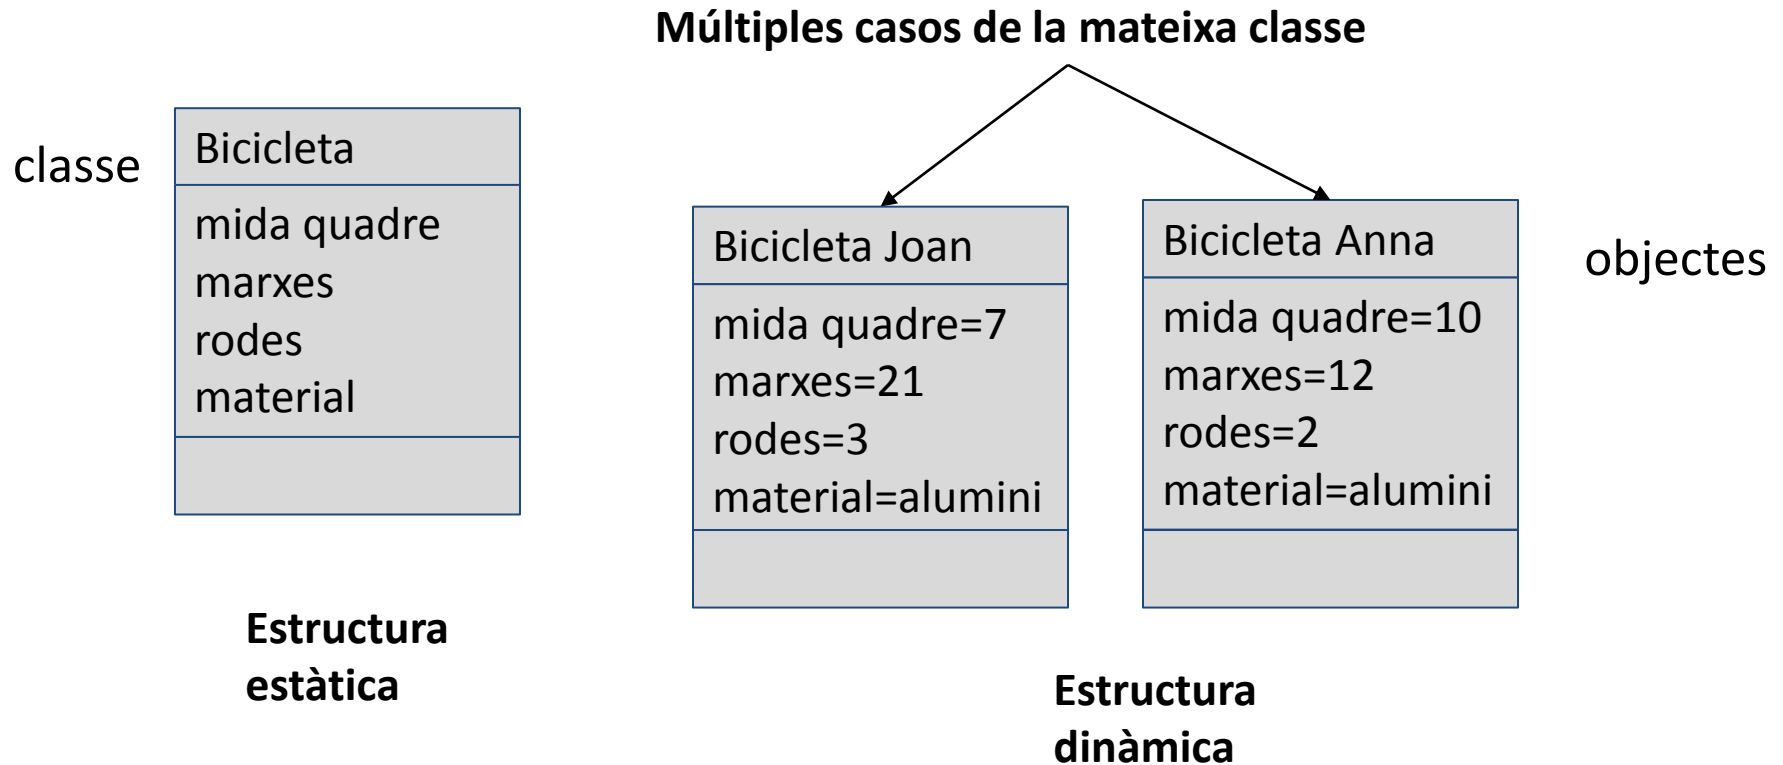 Múltiples casos de la mateixa classe
classe
Bicicleta
mida quadre
marxes
rodes
material
Estructura
estàtica
Bicicleta Joan
mida quadre=7
marxes=21
rodes=3
material=alumini
Bicicleta Anna
mida quadre=10
marxes=12
rodes=2
material=alumini
objectes
Estructura
dinàmica